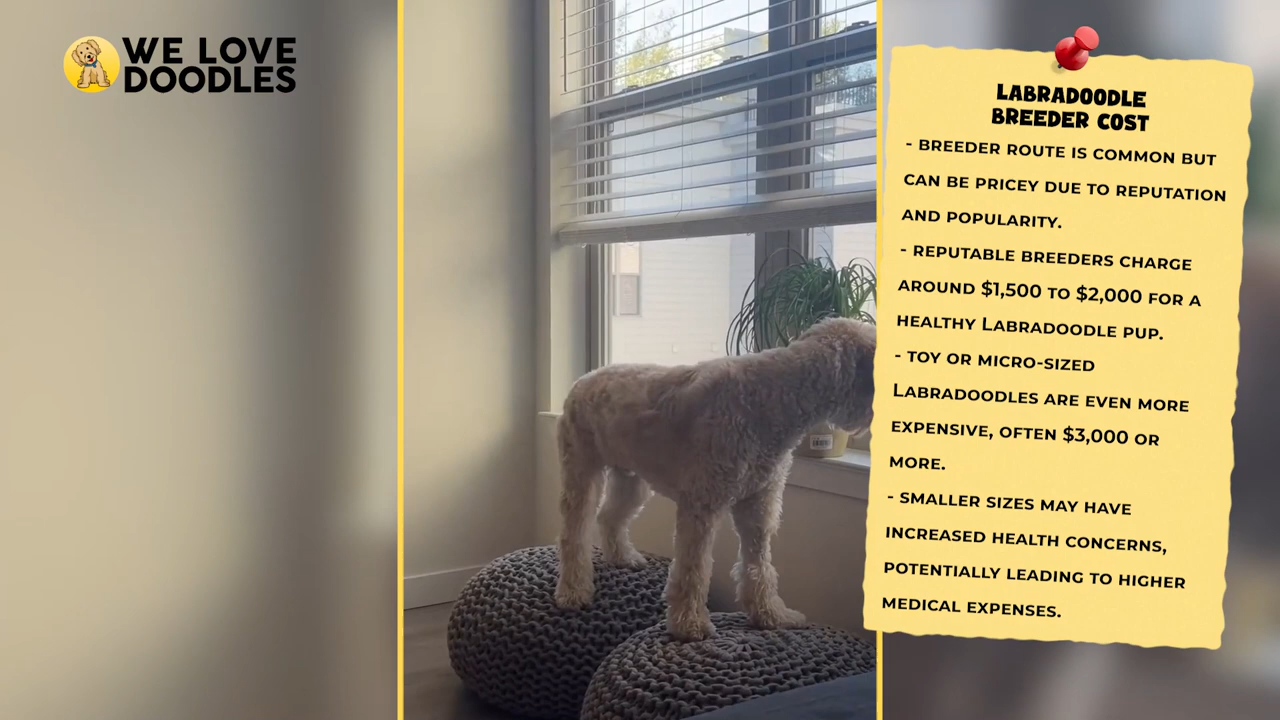 WE LOVE
DOODLES
LABRADOODLE
BREEDER COST
- BREEDER ROUTE IS COMMON BUT
CAN BE PRICEY DUE TO REPUTATION
AND POPULARITY.
- REPUTABLE BREEDERS CHARGE
AROUND $1,500 TO $2,000 FOR A
HEALTHY LABRADOODLE PUP.
- TOY OR MICRO-SIZED
LABRADOODLES ARE EVEN MORE
EXPENSIVE, OFTEN $3,000 OR
MORE.
- SMALLER SIZES MAY HAVE
INCREASED HEALTH CONCERNS,
POTENTIALLY LEADING TO HIGHER
MEDICAL EXPENSES.